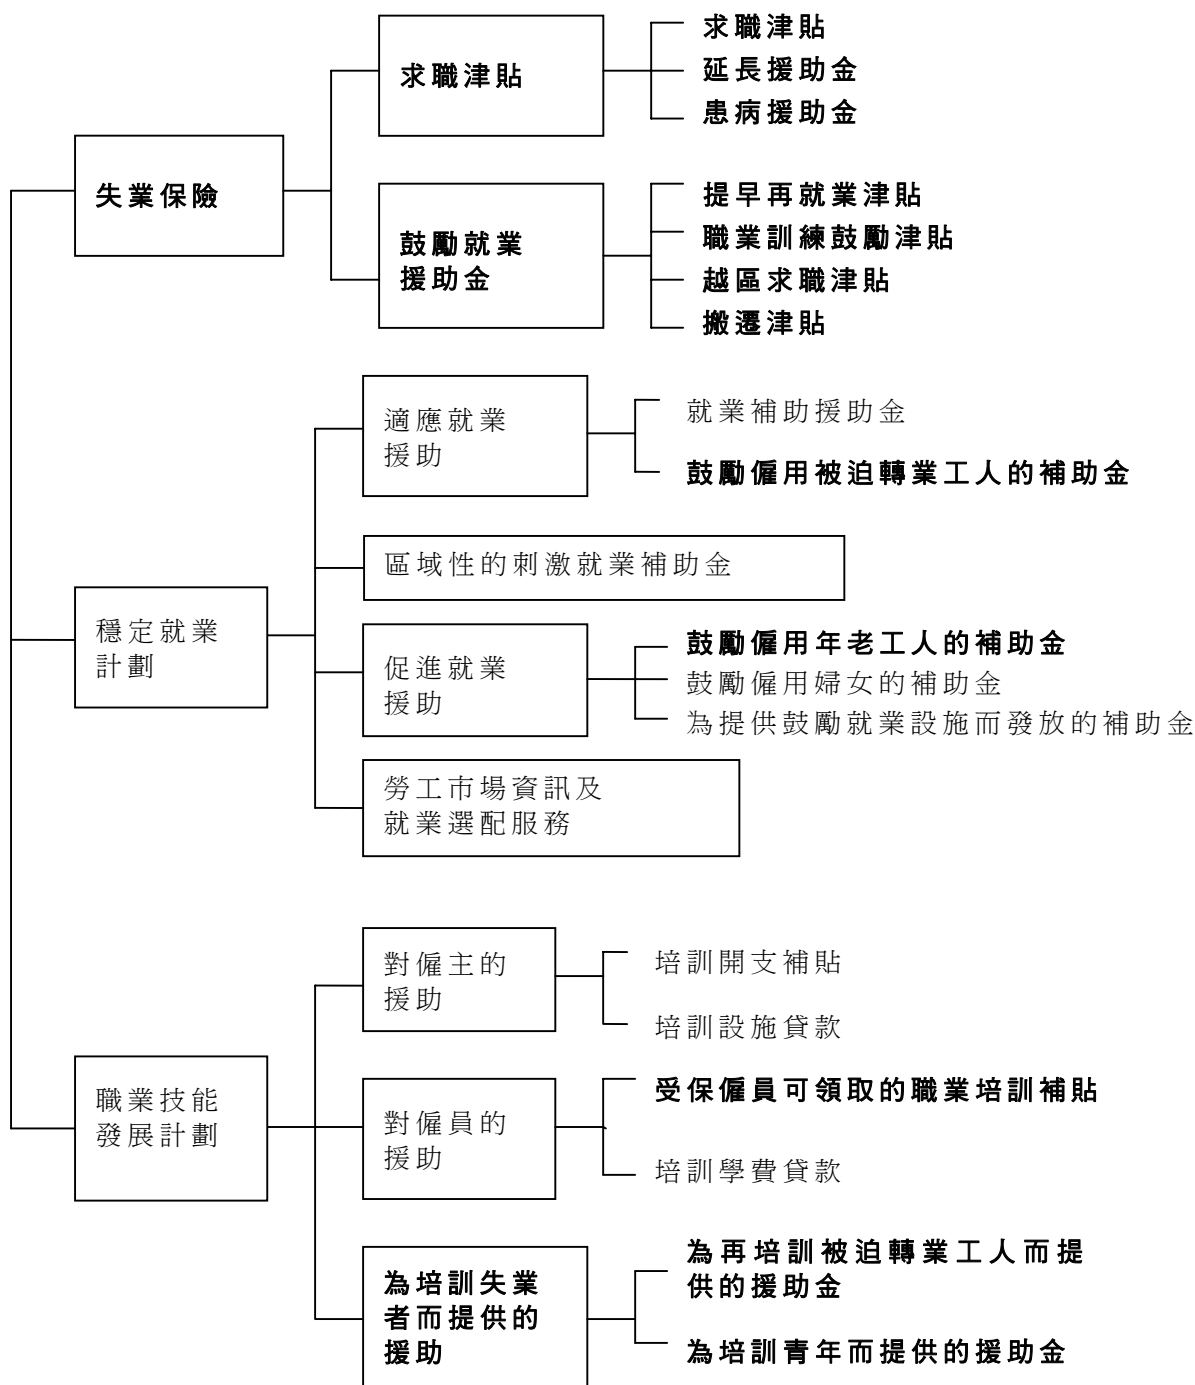 求職津貼
求職津貼
延長援助金
患病援助金
失業保險
鼓勵就業
援助金
提早再就業津貼
職業訓練鼓勵津貼
越區求職津貼
搬遷津貼
適應就業
援助
就業補助援助金
鼓勵僱用被迫轉業工人的補助金
區域性的刺激就業補助金
穩定就業
計劃
促進就業
援助
鼓勵僱用年老工人的補助金
鼓勵僱用婦女的補助金
為提供鼓勵就業設施而發放的補助金
勞工市場資訊及
就業選配服務
對僱主的
援助
培訓開支補貼
培訓設施貸款
職業技能
發展計劃
對僱員的
援助
受保僱員可領取的職業培訓補貼
培訓學費貸款
為培訓失業
者而提供的
援助
為再培訓被迫轉業工人而提
供的援助金
為培訓青年而提供的援助金